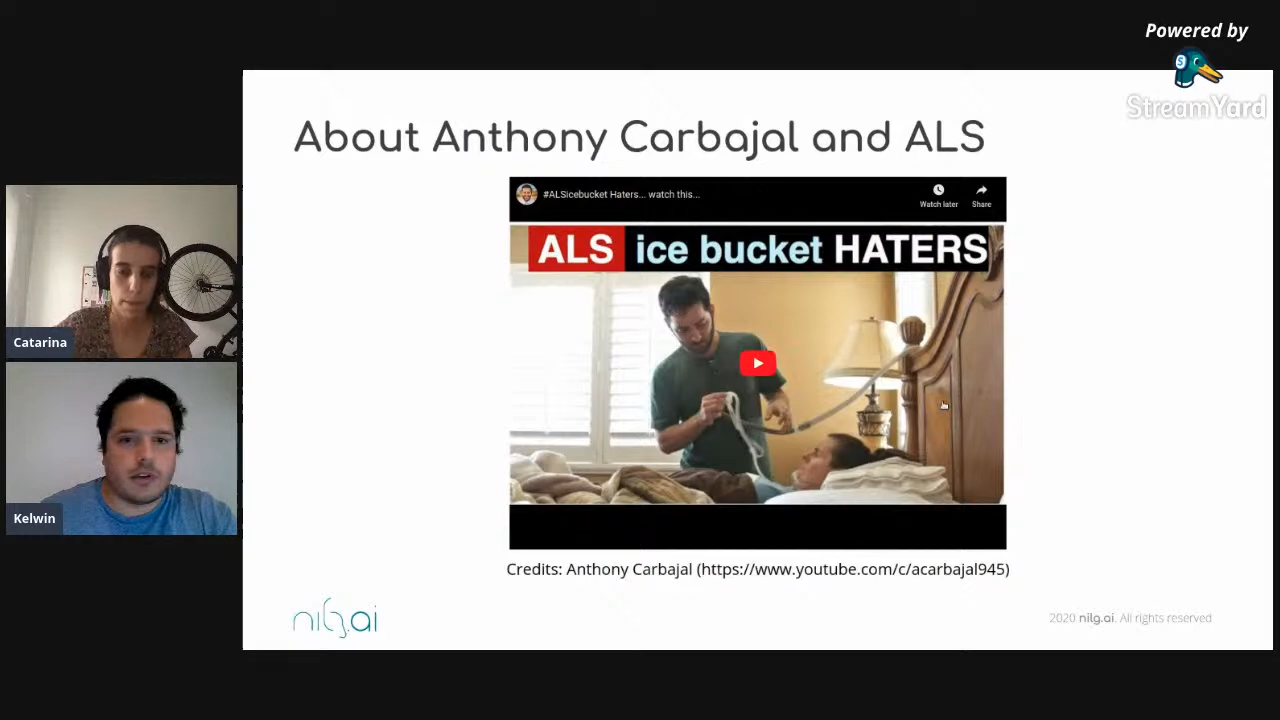 Powered by
StreamYard
About Anthony Carbajal and ALS
#ALSicebucket Haters... watch this...
Watch later
Share
ALS ice bucket HATERS
Catarina
Kelwin
Credits: Anthony Carbajal (https://www.youtube.com/c/acarbajal945)
nilg.ai
2020 nilg.ai. All rights reserved